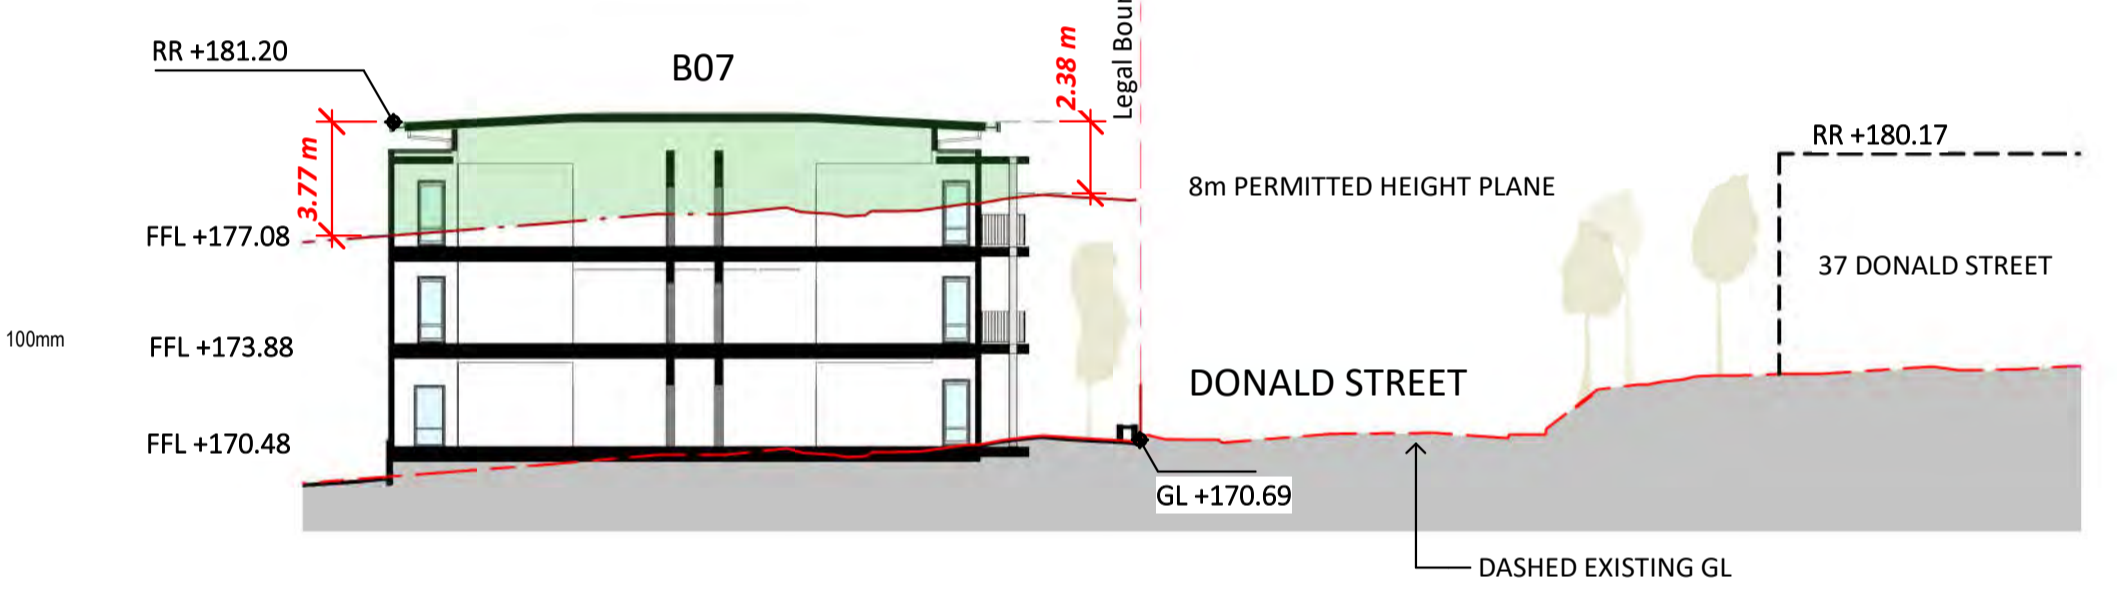 RR +181.20
B07
2.38 m
Legal Bour
3.77 m
RR +180.17
8m PERMITTED HEIGHT PLANE
FFL +177.08
37 DONALD STREET
100mm
FFL +173.88
DONALD STREET
FFL +170.48
GL +170.69
DASHED EXISTING GL